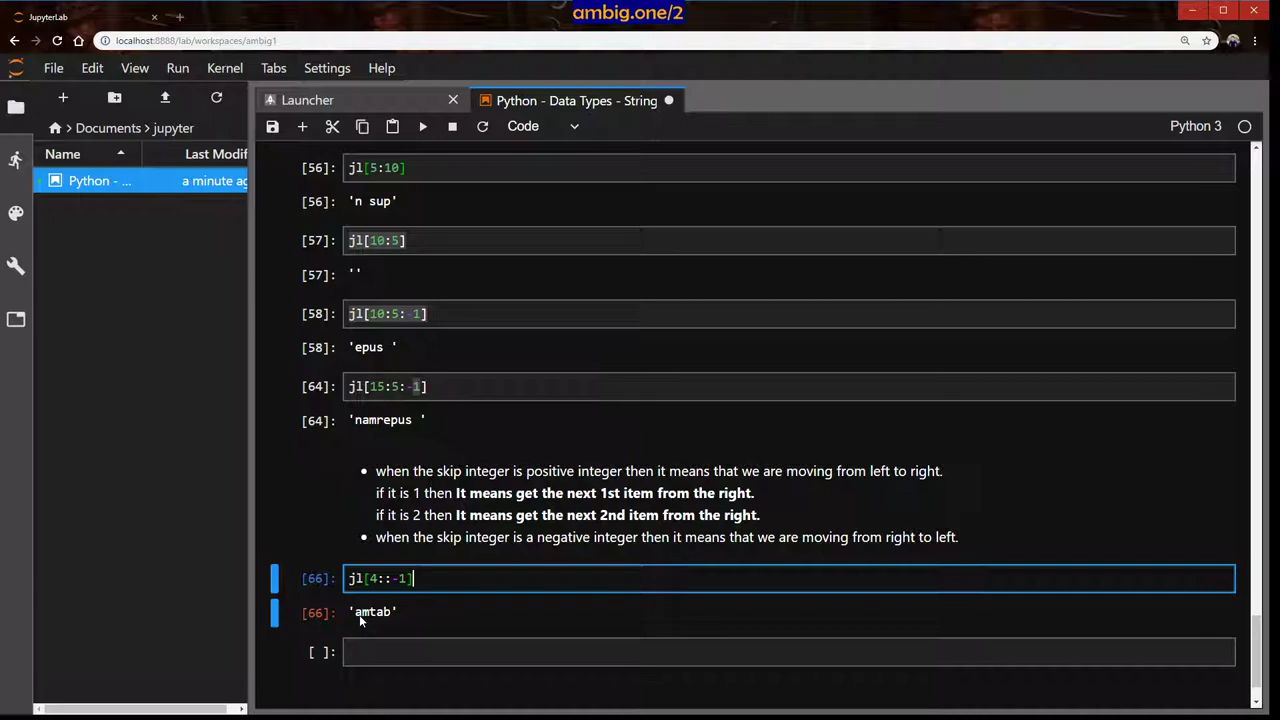 ambig.one/2
JupyterLab
localhost:8888/lab/workspaces/ambig1
File Edit View Run Kernel Tabs Settings Help
Launcher
Python - Data Types - String
Code
Python 3
Documents > jupyter
Name Last Modif
Python - ... a minute ag
[56]: jl[5:10]
[56]: 'n sup'
[57]: jl[10:5]
[57]: ''
[58]: jl[10:5:-1]
[58]: 'epus '
[64]: jl[15:5:-1]
[64]: 'namrepus '
• when the skip integer is positive integer then it means that we are moving from left to right.
if it is 1 then It means get the next 1st item from the right.
if it is 2 then It means get the next 2nd item from the right.
• when the skip integer is a negative integer then it means that we are moving from right to left.
[66]: jl[4::-1]
[66]: 'amtab'
[ ]: